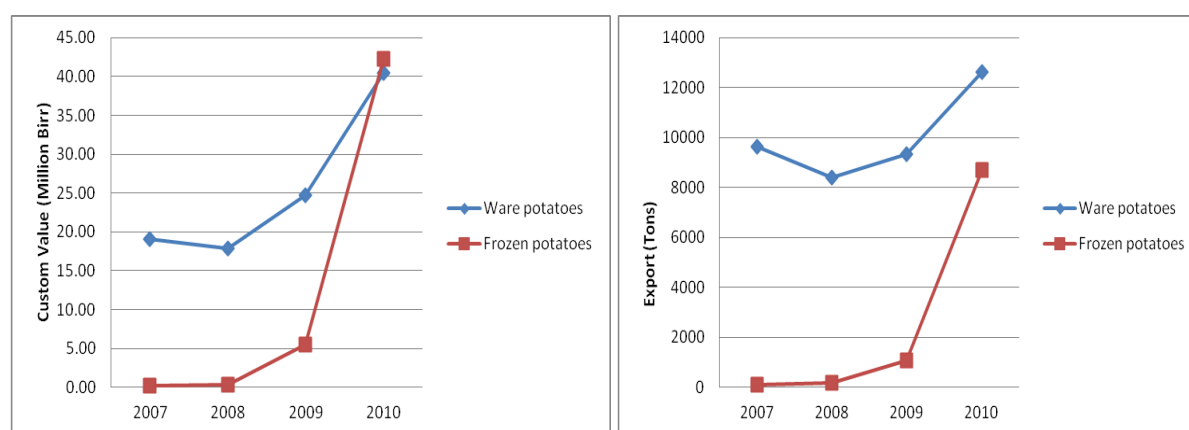 Custom Value (Million Birr)
45.00
40.00
35.00
30.00
25.00
20.00
15.00
10.00
5.00
0.00
2007 2008 2009 2010
Ware potatoes
Frozen potatoes
Export (Tons)
14000
12000
10000
8000
6000
4000
2000
0
2007 2008 2009 2010
Ware potatoes
Frozen potatoes